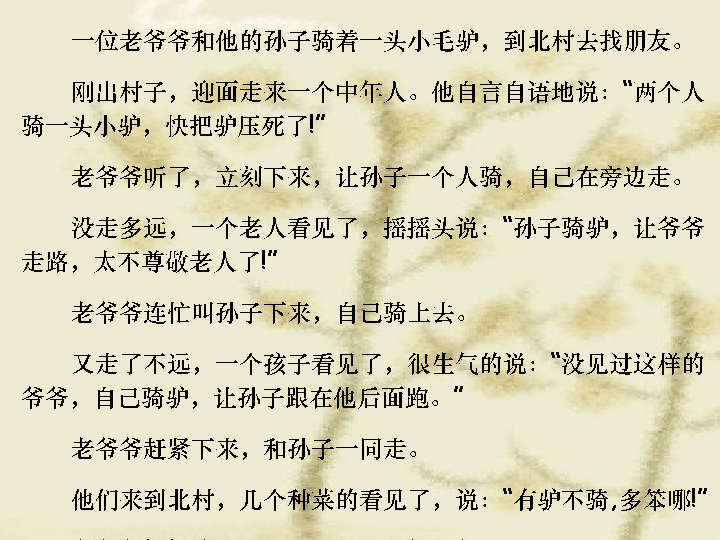 一位老爷爷和他的孙子骑着一头小毛驴，到北村去找朋友。
刚出村子，迎面走来一个中年人。他自言自语地说：“两个人
骑一头小驴，快把驴压死了!”
老爷爷听了，立刻下来，让孙子一个人骑，自己在旁边走。
没走多远，一个老人看见了，摇摇头说：“孙子骑驴，让爷爷
走路，太不尊敬老人了!”
老爷爷连忙叫孙子下来，自己骑上去。
又走了不远，一个孩子看见了，很生气的说：“没见过这样的
爷爷，自己骑驴，让孙子跟在他后面跑。”
老爷爷赶紧下来，和孙子一同走。
他们来到北村，几个种菜的看见了，说：“有驴不骑,多笨哪!”